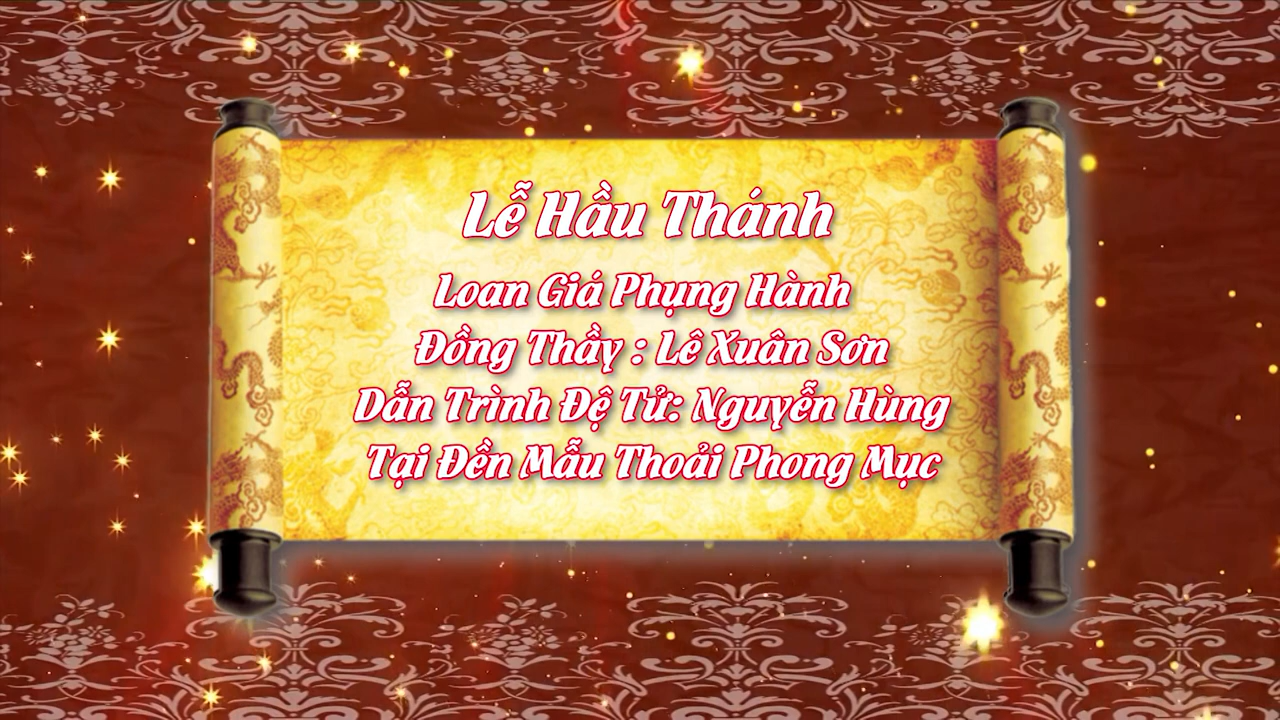 Lễ Hầu Thánh
Loan Giá Phụng Hành
Đồng Thầy : Lê Xuân Sơn
Dẫn Trình Đệ Tử: Nguyễn Hùng
Tại Đền Mẫu Thoải Phong Mục